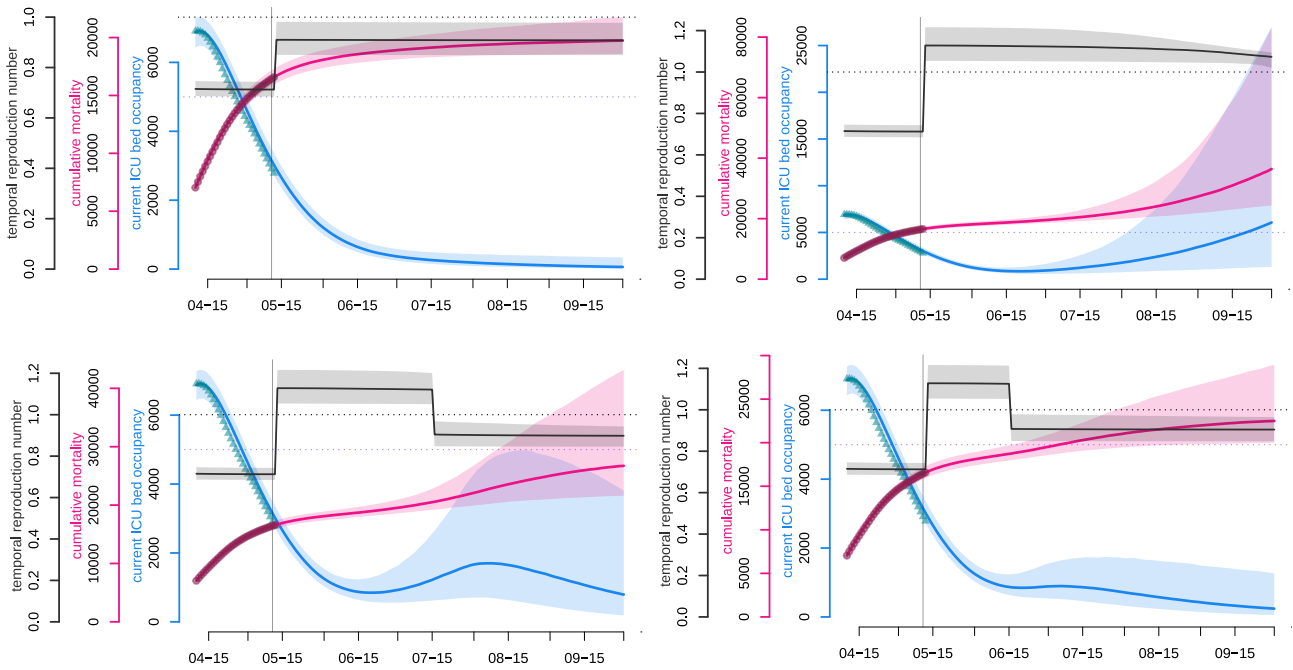 temporal reproduction number
0.0 0.2 0.4 0.6 0.8 1.0
cumulative mortality
0 5000 10000 15000 20000
current ICU bed occupancy
0 2000 4000 6000
04−15 05−15 06−15 07−15 08−15 09−15
temporal reproduction number
0.0 0.2 0.4 0.6 0.8 1.0 1.2
cumulative mortality
0 20000 40000 60000 80000
current ICU bed occupancy
0 5000 15000 25000
04−15 05−15 06−15 07−15 08−15 09−15
temporal reproduction number
0.0 0.2 0.4 0.6 0.8 1.0 1.2
cumulative mortality
0 10000 20000 30000 40000
current ICU bed occupancy
0 2000 4000 6000
04−15 05−15 06−15 07−15 08−15 09−15
temporal reproduction number
0.0 0.2 0.4 0.6 0.8 1.0 1.2
cumulative mortality
0 5000 15000 25000
current ICU bed occupancy
0 2000 4000 6000
04−15 05−15 06−15 07−15 08−15 09−15